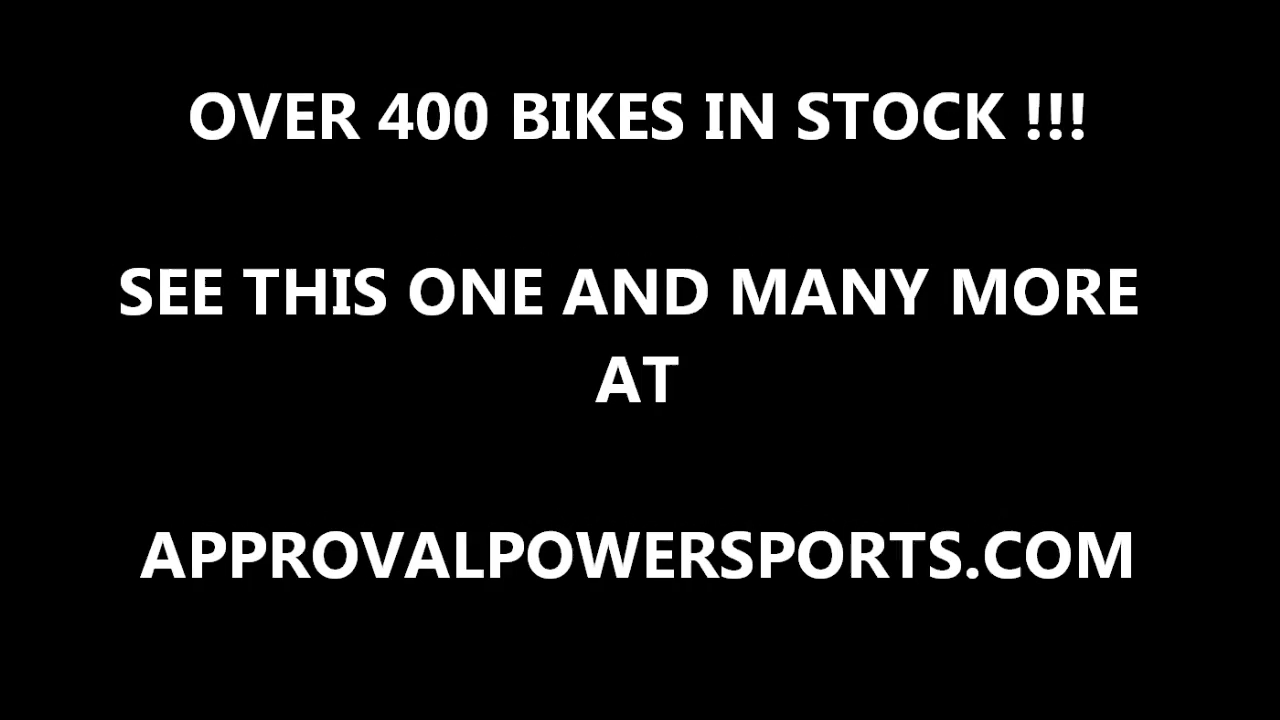 OVER 400 BIKES IN STOCK !!!
SEE THIS ONE AND MANY MORE
AT
APPROVALPOWERSPORTS.COM